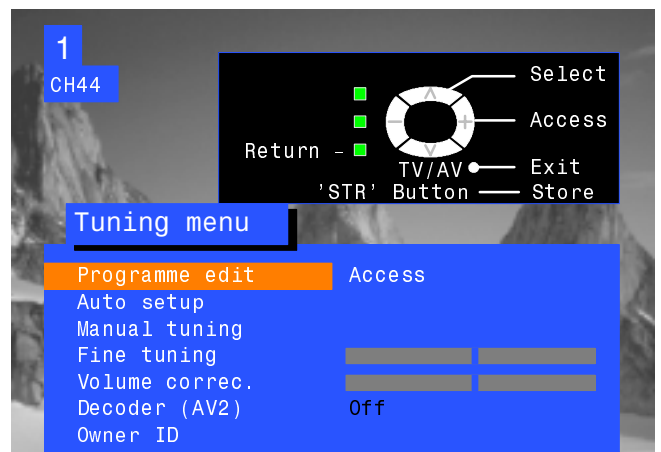 1
CH44
Select
Access
Return –
TV/AV Exit
'STR' Button Store
Tuning menu
Programme edit Access
Auto setup
Manual tuning
Fine tuning
Volume correc.
Decoder (AV2) Off
Owner ID